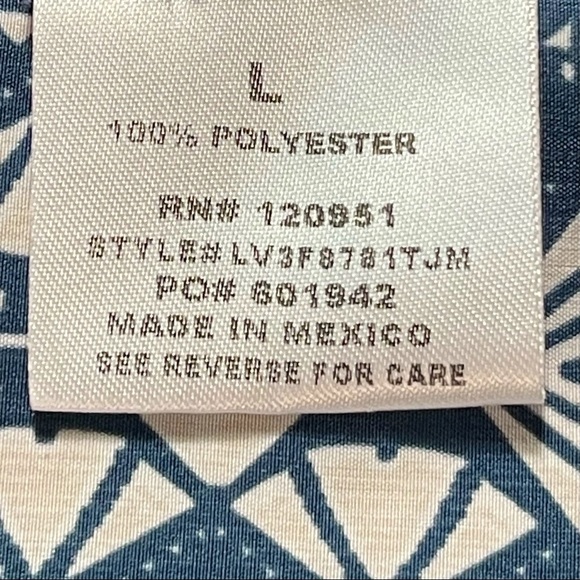 L
100% POLYESTER
RN# 120951
STYLE# LV3F8781TJM
PO# 601942
MADE IN MEXICO
SEE REVERSE FOR CARE